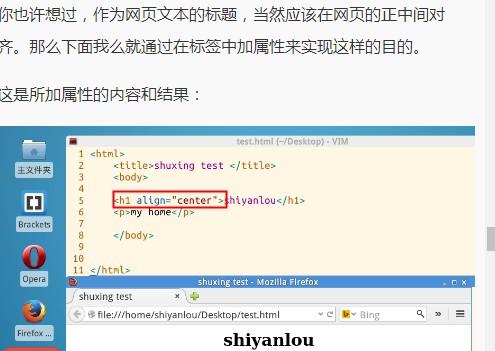 你也许想过，作为网页文本的标题，当然应该在网页的正中间对
齐。那么下面我么就通过在标签中加属性来实现这样的目的。
这是所加属性的内容和结果：
主文件夹
Brackets
Opera
Firefox ...
test.html (~/Desktop) - VIM
1 <html>
2 <title>shuxing test </title>
3 <body>
4
5 <h1 align="center">shiyanlou</h1>
6 <p>my home</p>
7
8 </body>
9
10
11 </html>
shuxing test - Mozilla Firefox
shuxing test
file:///home/shiyanlou/Desktop/test.html
Bing
shiyanlou